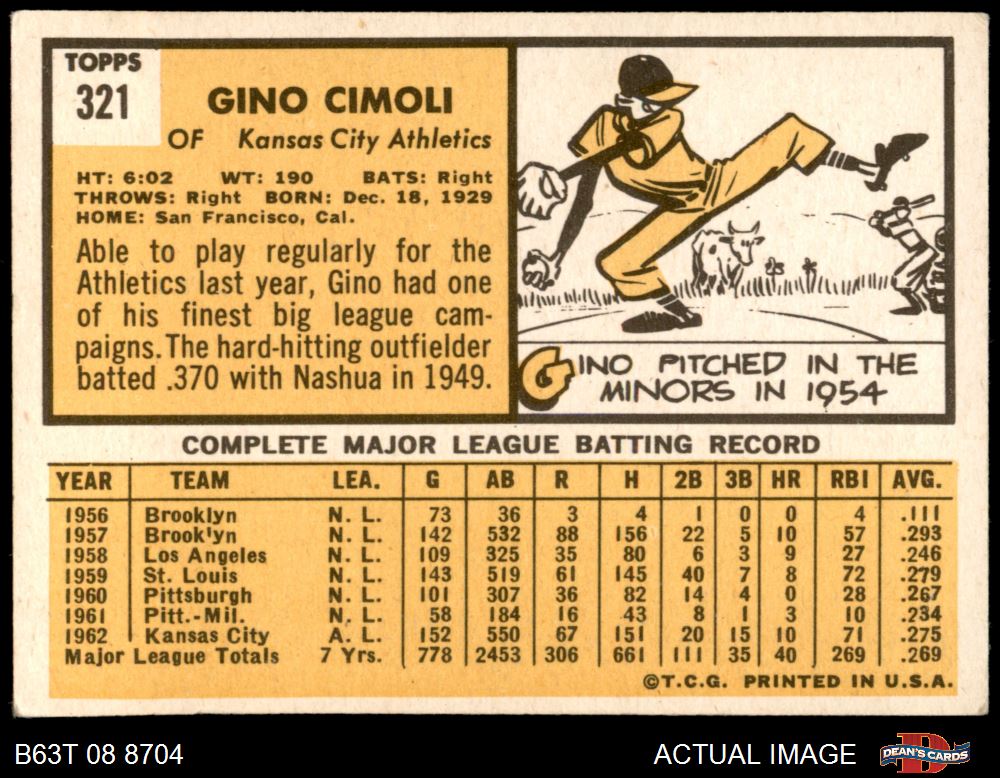 TOPPS
321
GINO CIMOLI
OF Kansas City Athletics
HT: 6:02 WT: 190 BATS: Right
THROWS: Right BORN: Dec. 18, 1929
HOME: San Francisco, Cal.
Able to play regularly for the
Athletics last year, Gino had one
of his finest big league cam-
paigns. The hard-hitting outfielder
batted .370 with Nashua in 1949.
GINO PITCHED IN THE
MINORS IN 1954
COMPLETE MAJOR LEAGUE BATTING RECORD
YEAR TEAM LEA. G AB R H 2B 3B HR RBI AVG.
1956 Brooklyn N. L. 73 36 3 4 1 0 0 4 .111
1957 Brooklyn N. L. 142 532 88 156 22 5 10 57 .293
1958 Los Angeles N. L. 109 325 35 80 6 3 9 27 .246
1959 St. Louis N. L. 143 519 61 145 40 7 8 72 .279
1960 Pittsburgh N. L. 101 307 36 82 14 4 0 28 .267
1961 Pitt.-Mil. N. L. 58 184 16 43 8 1 3 10 .234
1962 Kansas City A. L. 152 550 67 151 20 15 10 71 .275
Major League Totals 7 Yrs. 778 2453 306 661 111 35 40 269 .269
©T.C.G. PRINTED IN U.S.A.
B63T 08 8704 ACTUAL IMAGE DEAN'S CARDS